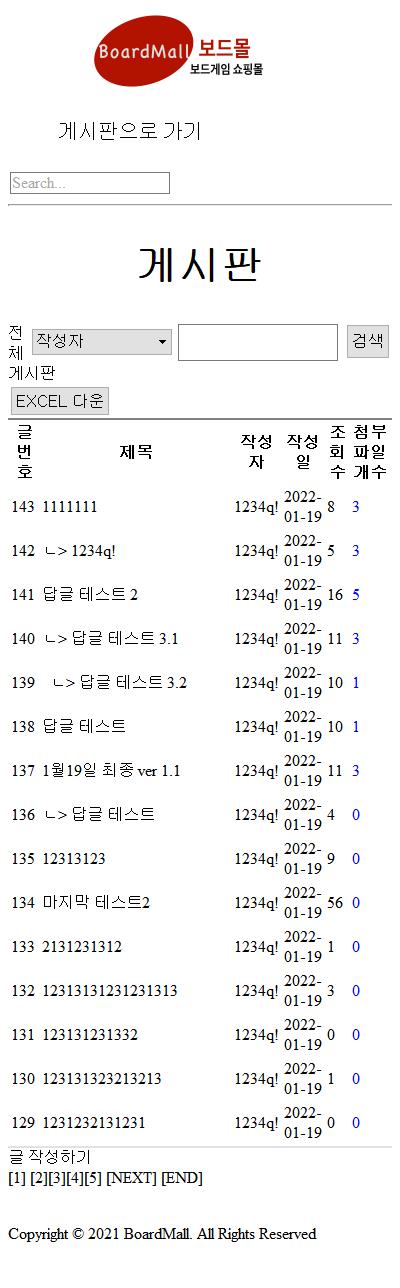 BoardMall 보드몰
보드게임 쇼핑몰
게시판으로 가기
Search...
게시판
전체 작성자 검색
게시판
EXCEL 다운
글번호 제목 작성자 작성일 조회수 첨부파일개수
143 1111111 1234q! 2022-01-19 8 3
142 ㄴ> 1234q! 1234q! 2022-01-19 5 3
141 답글 테스트 2 1234q! 2022-01-19 16 5
140 ㄴ> 답글 테스트 3.1 1234q! 2022-01-19 11 3
139 ㄴ> 답글 테스트 3.2 1234q! 2022-01-19 10 1
138 답글 테스트 1234q! 2022-01-19 10 1
137 1월19일 최종 ver 1.1 1234q! 2022-01-19 11 3
136 ㄴ> 답글 테스트 1234q! 2022-01-19 4 0
135 12313123 1234q! 2022-01-19 9 0
134 마지막 테스트2 1234q! 2022-01-19 56 0
133 2131231312 1234q! 2022-01-19 1 0
132 12313131231231313 1234q! 2022-01-19 3 0
131 123131231332 1234q! 2022-01-19 0 0
130 123131323213213 1234q! 2022-01-19 1 0
129 1231232131231 1234q! 2022-01-19 0 0
글 작성하기
[1] [2][3][4][5] [NEXT] [END]
Copyright © 2021 BoardMall. All Rights Reserved